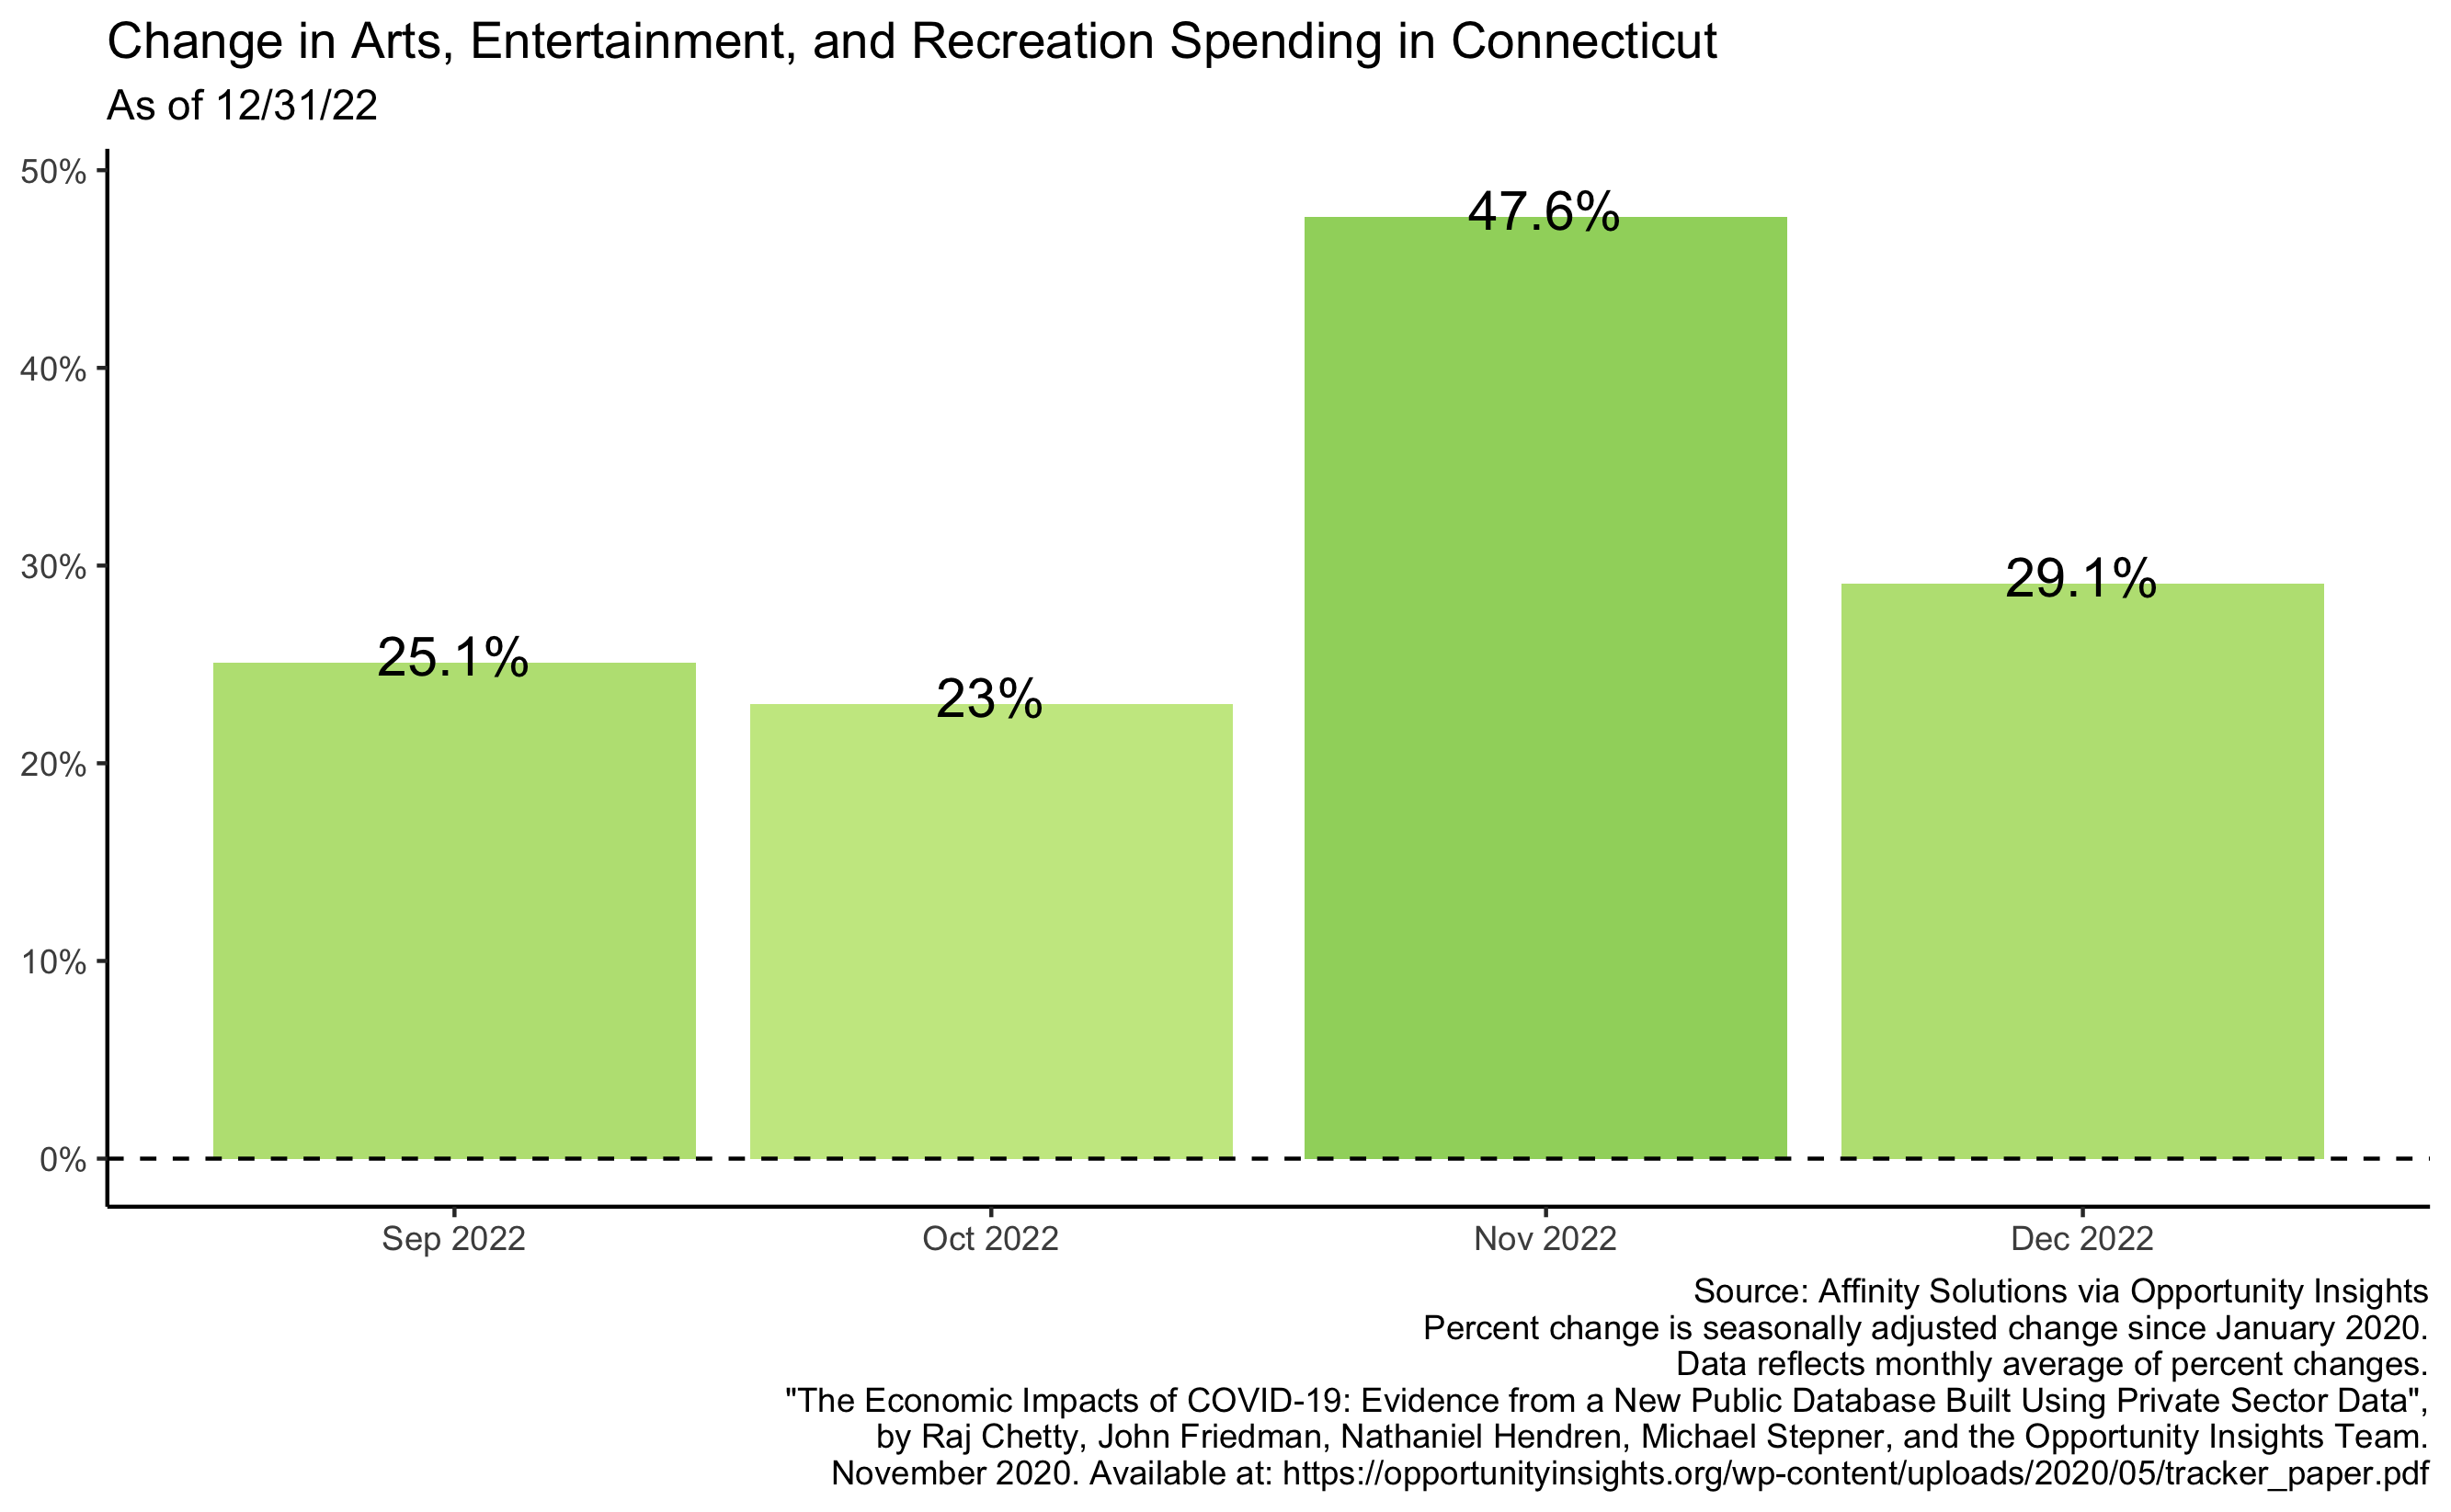 Change in Arts, Entertainment, and Recreation Spending in Connecticut
As of 12/31/22
50%
40%
30%
20%
10%
0%
25.1%
23%
47.6%
29.1%
Sep 2022
Oct 2022
Nov 2022
Dec 2022
Source: Affinity Solutions via Opportunity Insights
Percent change is seasonally adjusted change since January 2020.
Data reflects monthly average of percent changes.
"The Economic Impacts of COVID-19: Evidence from a New Public Database Built Using Private Sector Data",
by Raj Chetty, John Friedman, Nathaniel Hendren, Michael Stepner, and the Opportunity Insights Team.
November 2020. Available at: https://opportunityinsights.org/wp-content/uploads/2020/05/tracker_paper.pdf